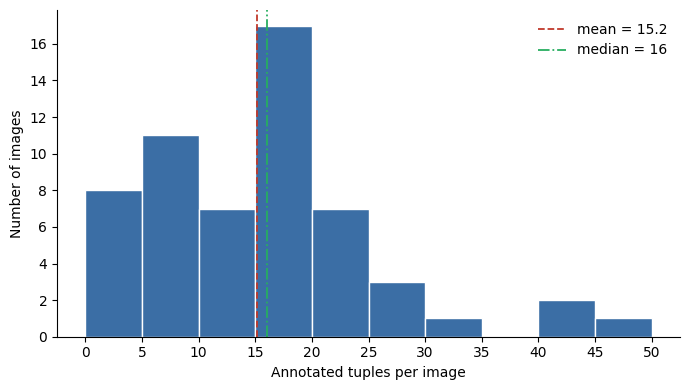 mean = 15.2
median = 16
16
14
12
10
8
6
4
2
0
Number of images
0 5 10 15 20 25 30 35 40 45 50
Annotated tuples per image